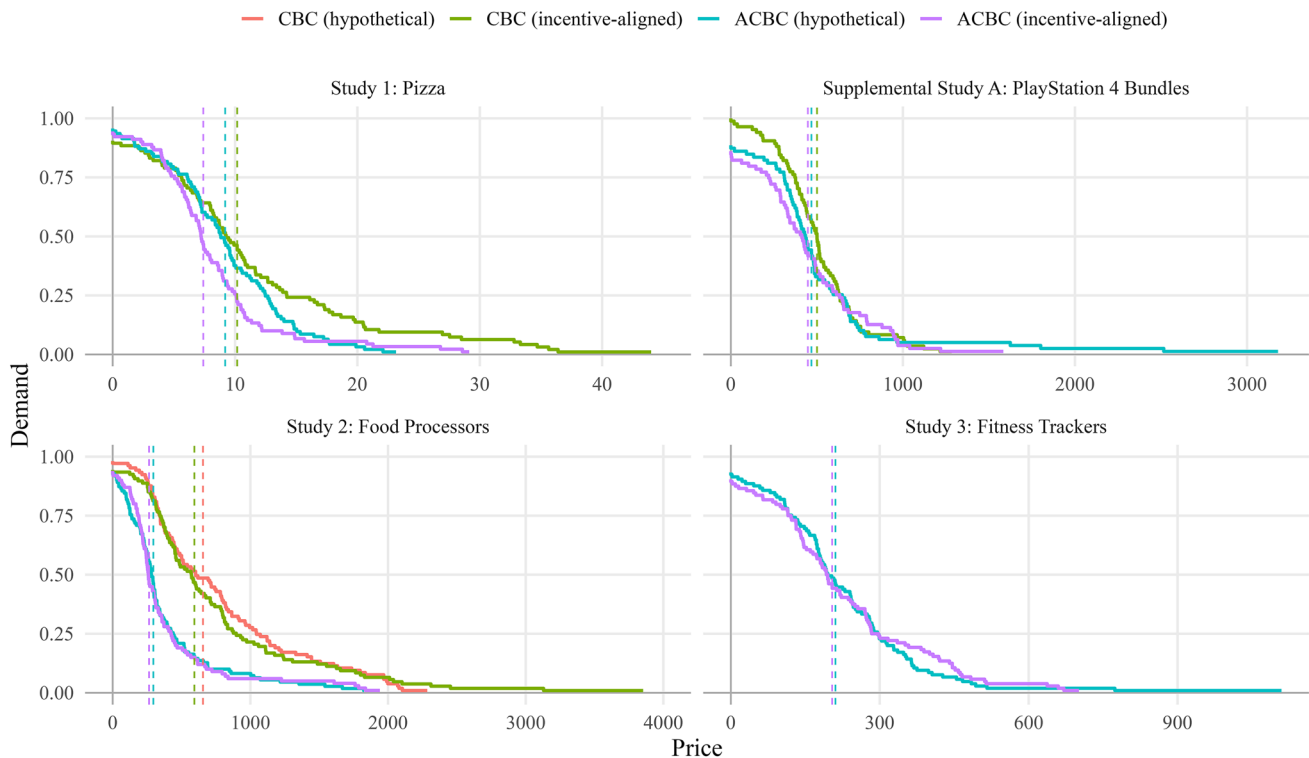 CBC (hypothetical) CBC (incentive-aligned) ACBC (hypothetical) ACBC (incentive-aligned)
Study 1: Pizza
Supplemental Study A: PlayStation 4 Bundles
1.00
0.75
0.50
0.25
0.00
0 10 20 30 40
0 1000 2000 3000
Demand
Study 2: Food Processors
Study 3: Fitness Trackers
1.00
0.75
0.50
0.25
0.00
0 1000 2000 3000 4000
0 300 600 900
Price